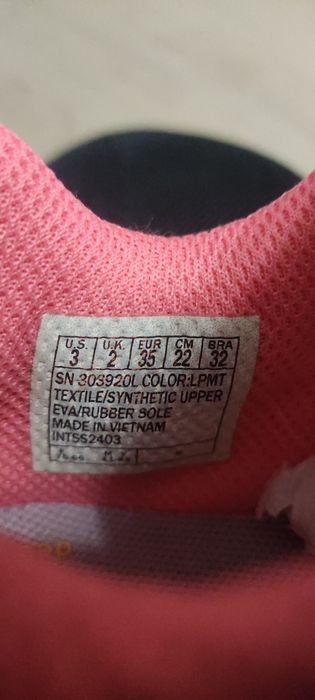 U.S. U.K. EUR CM BRA
3 2 35 22 32
SN 303920L COLOR:LPMT
TEXTILE/SYNTHETIC UPPER
EVA/RUBBER SOLE
MADE IN VIETNAM
INTSS2403